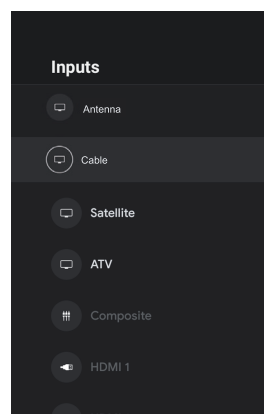 Inputs
Antenna
Cable
Satellite
ATV
Composite
HDMI 1